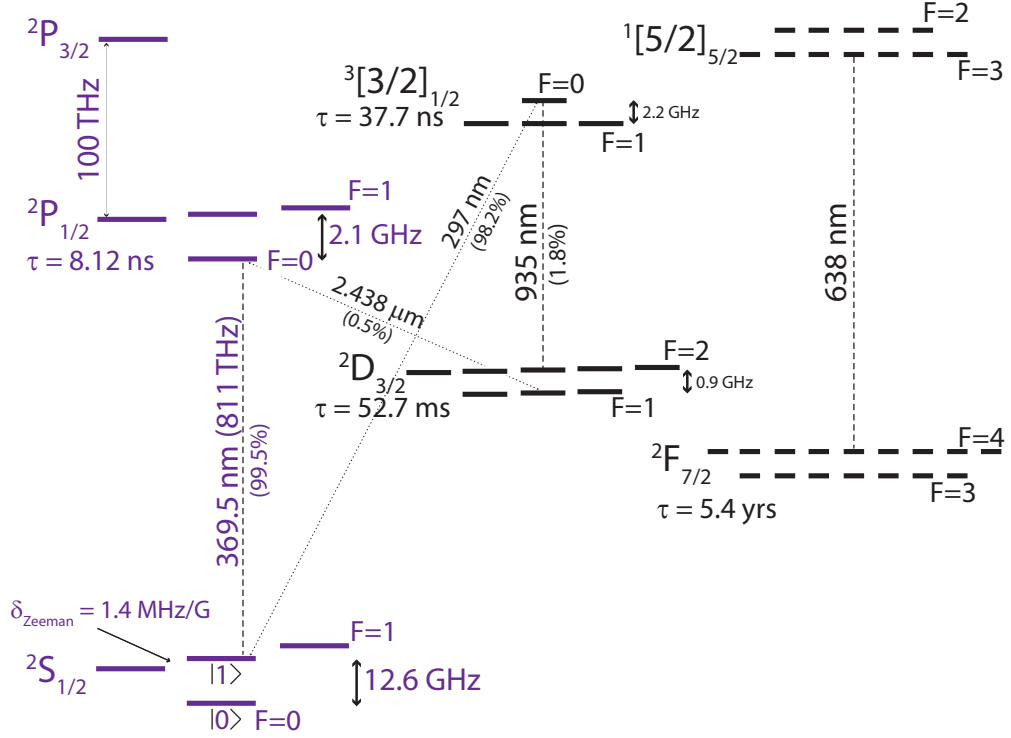 ²P₃/₂
100 THz
²P₁/₂
τ = 8.12 ns
F=1
2.1 GHz
F=0
369.5 nm (811 THz)
(99.5%)
2.438 μm
(0.5%)
δZeeman = 1.4 MHz/G
²S₁/₂
F=1
|1>
12.6 GHz
|0>
F=0
³[3/2]₁/₂
τ = 37.7 ns
F=0
2.2 GHz
F=1
297 nm
(98.2%)
935 nm
(1.8%)
²D₃/₂
τ = 52.7 ms
F=2
0.9 GHz
F=1
¹[5/2]₅/₂
F=2
F=3
638 nm
²F₇/₂
τ = 5.4 yrs
F=4
F=3